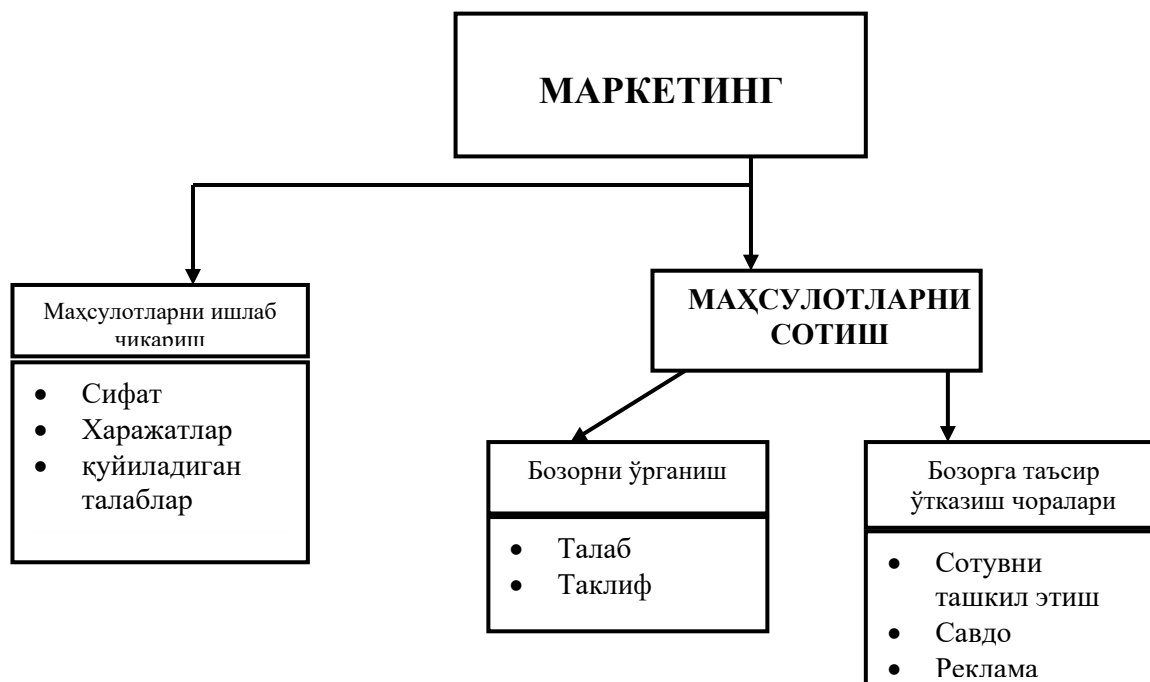 МАРКЕТИНГ
Маҳсулотларни ишлаб
чиқариш
• Сифат
• Харажатлар
• қуйиладиган
талаблар
МАҲСУЛОТЛАРНИ
СОТИШ
Бозорни ўрганиш
• Талаб
• Таклиф
Бозорга таъсир
ўтказиш чоралари
• Сотувни
ташкил этиш
• Савдо
• Реклама